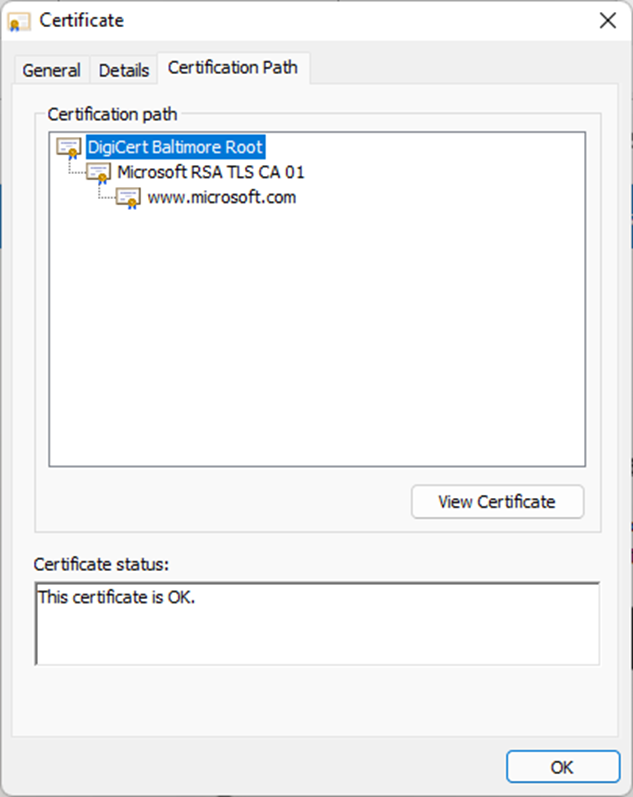 Certificate
General Details Certification Path
Certification path
DigiCert Baltimore Root
Microsoft RSA TLS CA 01
www.microsoft.com
View Certificate
Certificate status:
This certificate is OK.
OK